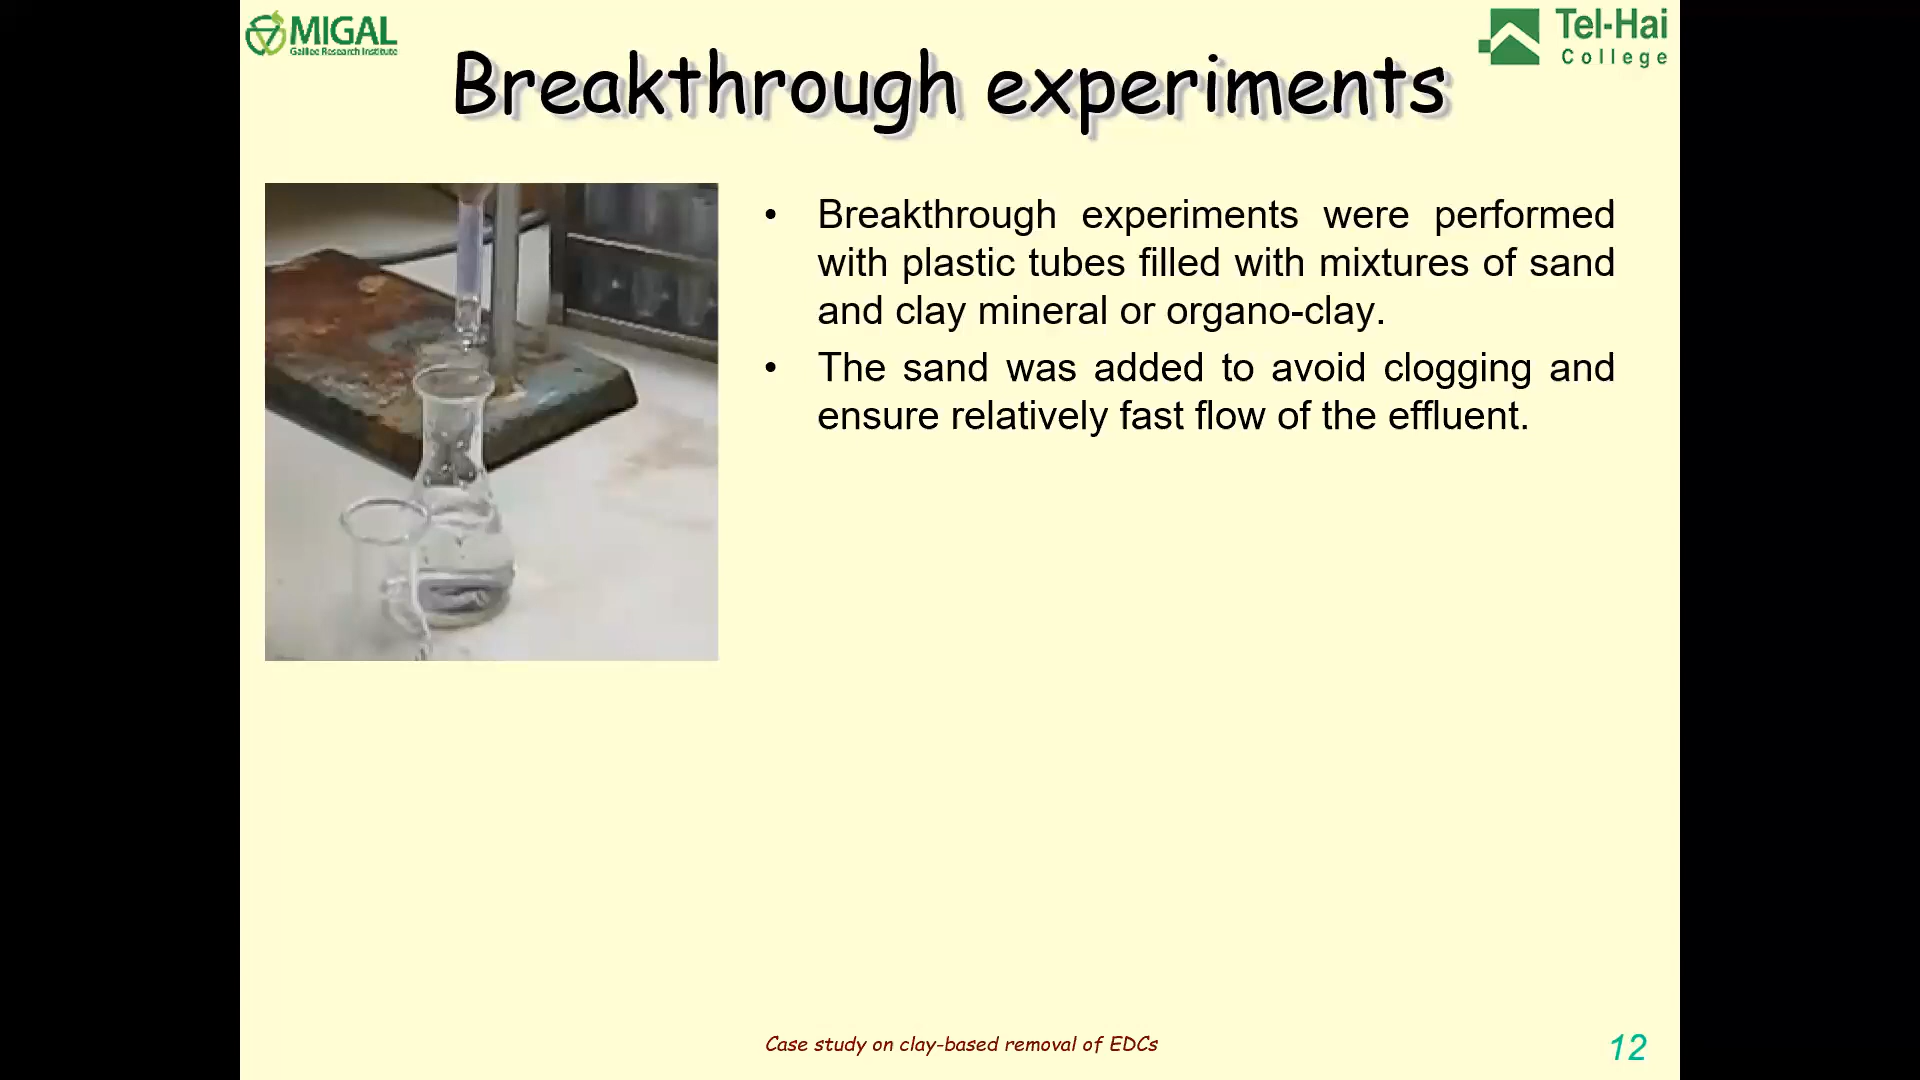 MIGAL
Galilee Research Institute
Tel-Hai
College
Breakthrough experiments
• Breakthrough experiments were performed
with plastic tubes filled with mixtures of sand
and clay mineral or organo-clay.
• The sand was added to avoid clogging and
ensure relatively fast flow of the effluent.
Case study on clay-based removal of EDCs
12